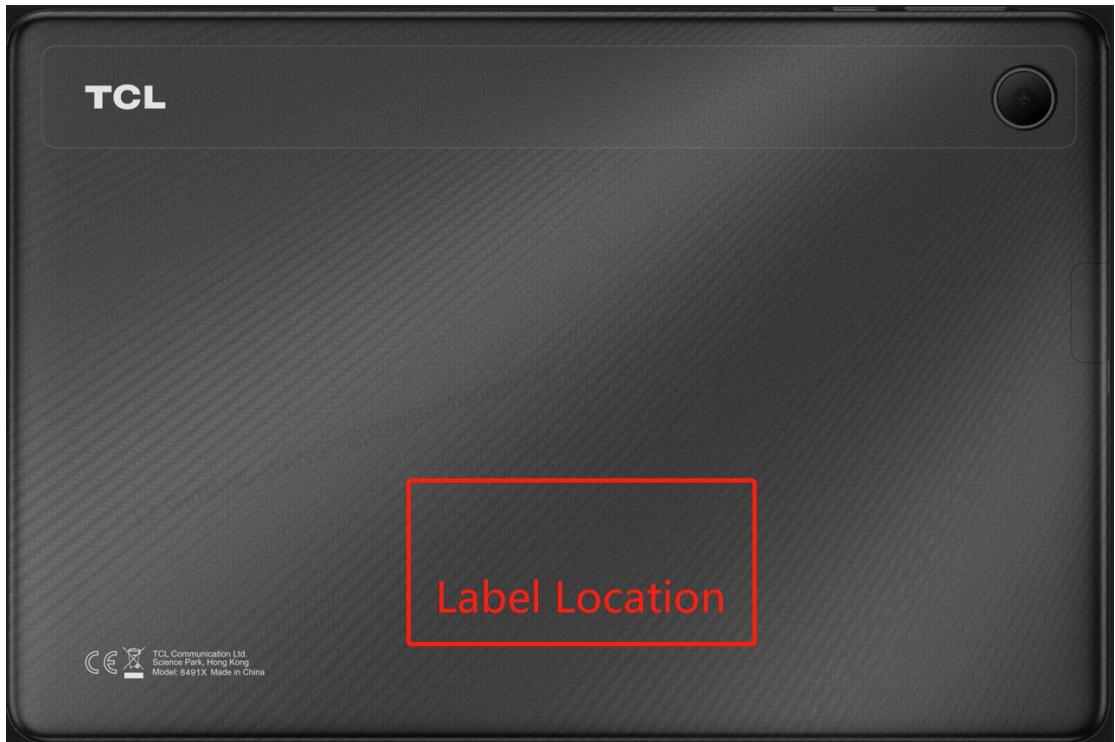 TCL
Label Location
TCL Communication Ltd.
Science Park, Hong Kong
Model: 8491X Made in China